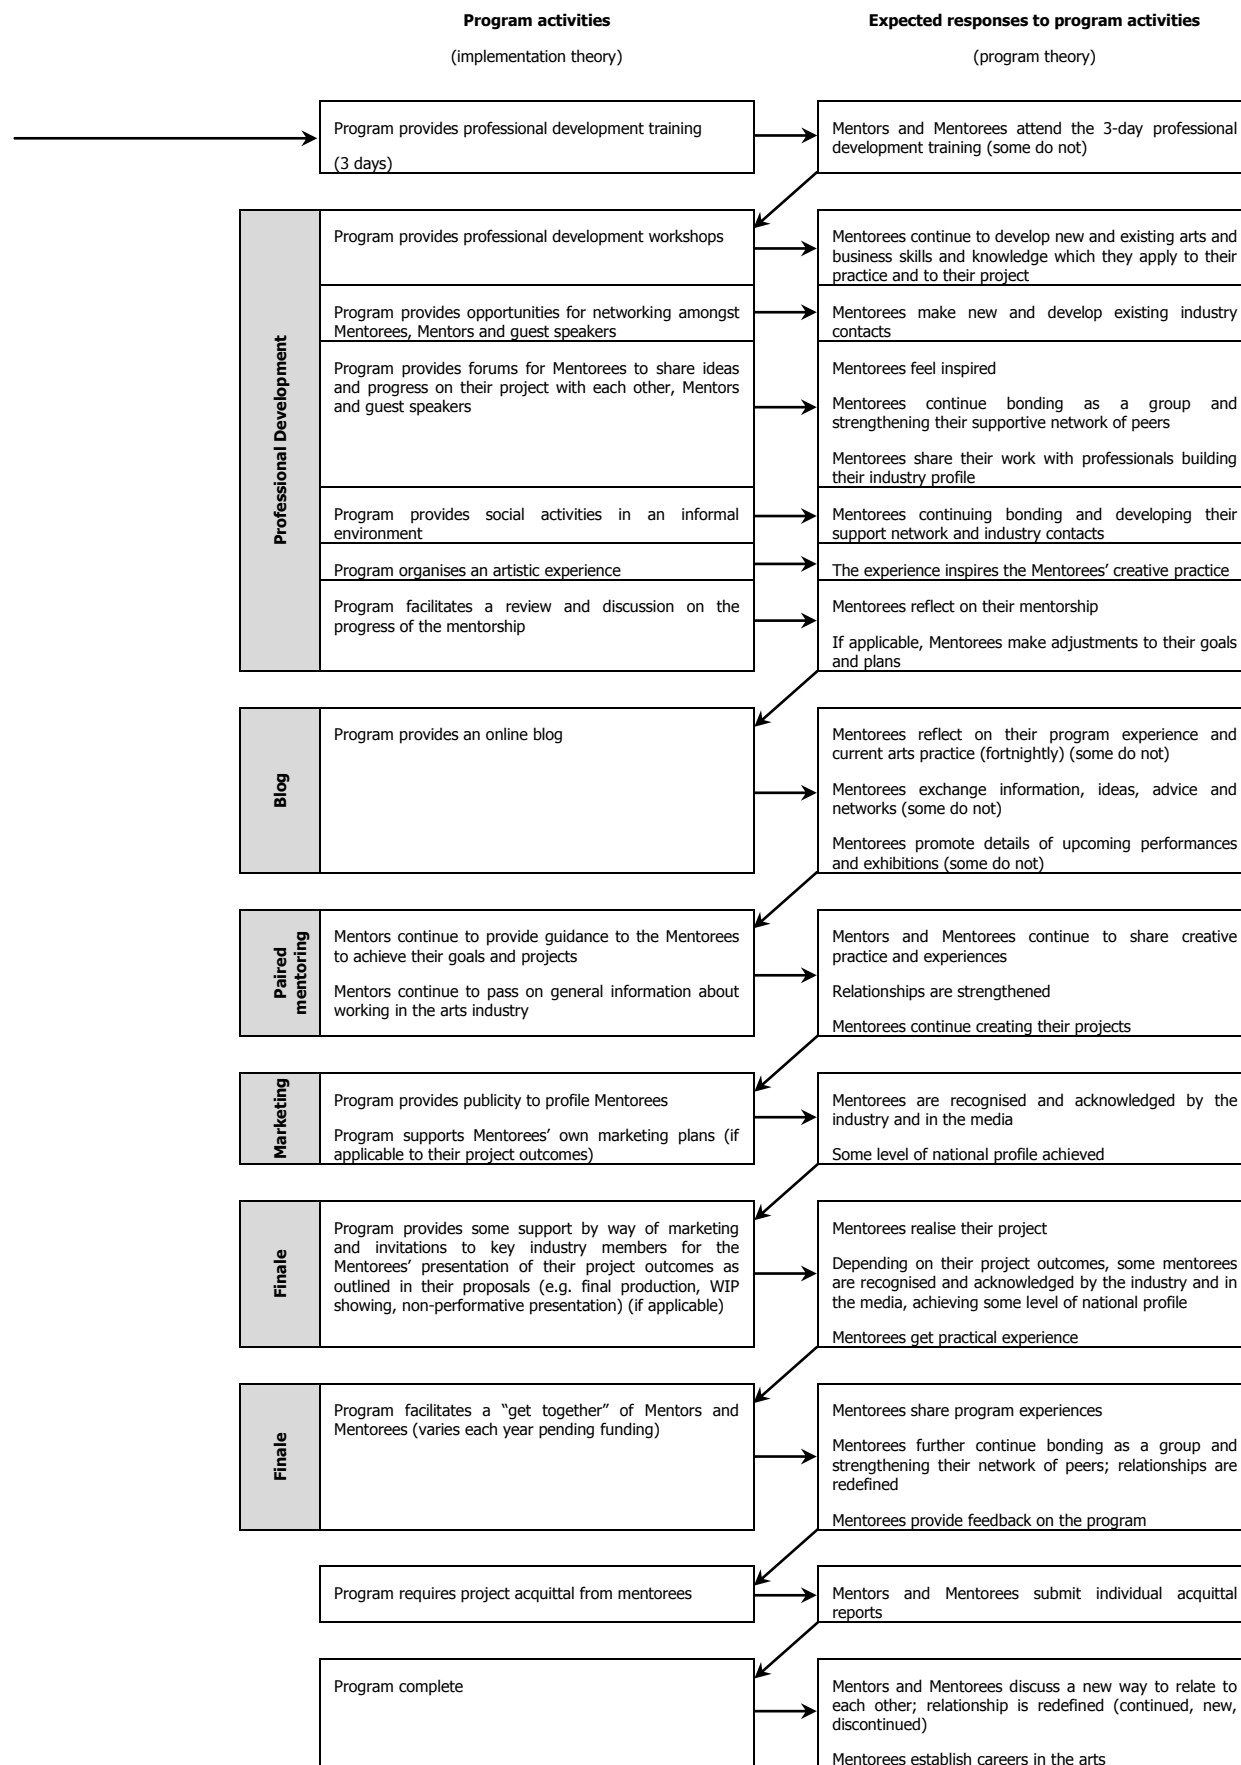 Program activities
Expected responses to program activities
(implementation theory)
(program theory)
Program provides professional development training
(3 days)
Mentors and Mentorees attend the 3-day professional
development training (some do not)
Professional Development
Program provides professional development workshops
Mentorees continue to develop new and existing arts and
business skills and knowledge which they apply to their
practice and to their project
Program provides opportunities for networking amongst
Mentorees, Mentors and guest speakers
Mentorees make new and develop existing industry
contacts
Program provides forums for Mentorees to share ideas
and progress on their project with each other, Mentors
and guest speakers
Mentorees feel inspired
Mentorees continue bonding as a group and
strengthening their supportive network of peers
Mentorees share their work with professionals building
their industry profile
Program provides social activities in an informal
environment
Mentorees continuing bonding and developing their
support network and industry contacts
Program organises an artistic experience
The experience inspires the Mentorees' creative practice
Program facilitates a review and discussion on the
progress of the mentorship
Mentorees reflect on their mentorship
If applicable, Mentorees make adjustments to their goals
and plans
Blog
Program provides an online blog
Mentorees reflect on their program experience and
current arts practice (fortnightly) (some do not)
Mentorees exchange information, ideas, advice and
networks (some do not)
Mentorees promote details of upcoming performances
and exhibitions (some do not)
Paired
mentoring
Mentors continue to provide guidance to the Mentorees
to achieve their goals and projects
Mentors continue to pass on general information about
working in the arts industry
Mentors and Mentorees continue to share creative
practice and experiences
Relationships are strengthened
Mentorees continue creating their projects
Marketing
Program provides publicity to profile Mentorees
Program supports Mentorees' own marketing plans (if
applicable to their project outcomes)
Mentorees are recognised and acknowledged by the
industry and in the media
Some level of national profile achieved
Finale
Program provides some support by way of marketing
and invitations to key industry members for the
Mentorees' presentation of their project outcomes as
outlined in their proposals (e.g. final production, WIP
showing, non-performative presentation) (if applicable)
Mentorees realise their project
Depending on their project outcomes, some mentorees
are recognised and acknowledged by the industry and in
the media, achieving some level of national profile
Mentorees get practical experience
Finale
Program facilitates a "get together" of Mentors and
Mentorees (varies each year pending funding)
Mentorees share program experiences
Mentorees further continue bonding as a group and
strengthening their network of peers; relationships are
redefined
Mentorees provide feedback on the program
Program requires project acquittal from mentorees
Mentors and Mentorees submit individual acquittal
reports
Program complete
Mentors and Mentorees discuss a new way to relate to
each other; relationship is redefined (continued, new,
discontinued)
Mentorees establish careers in the arts